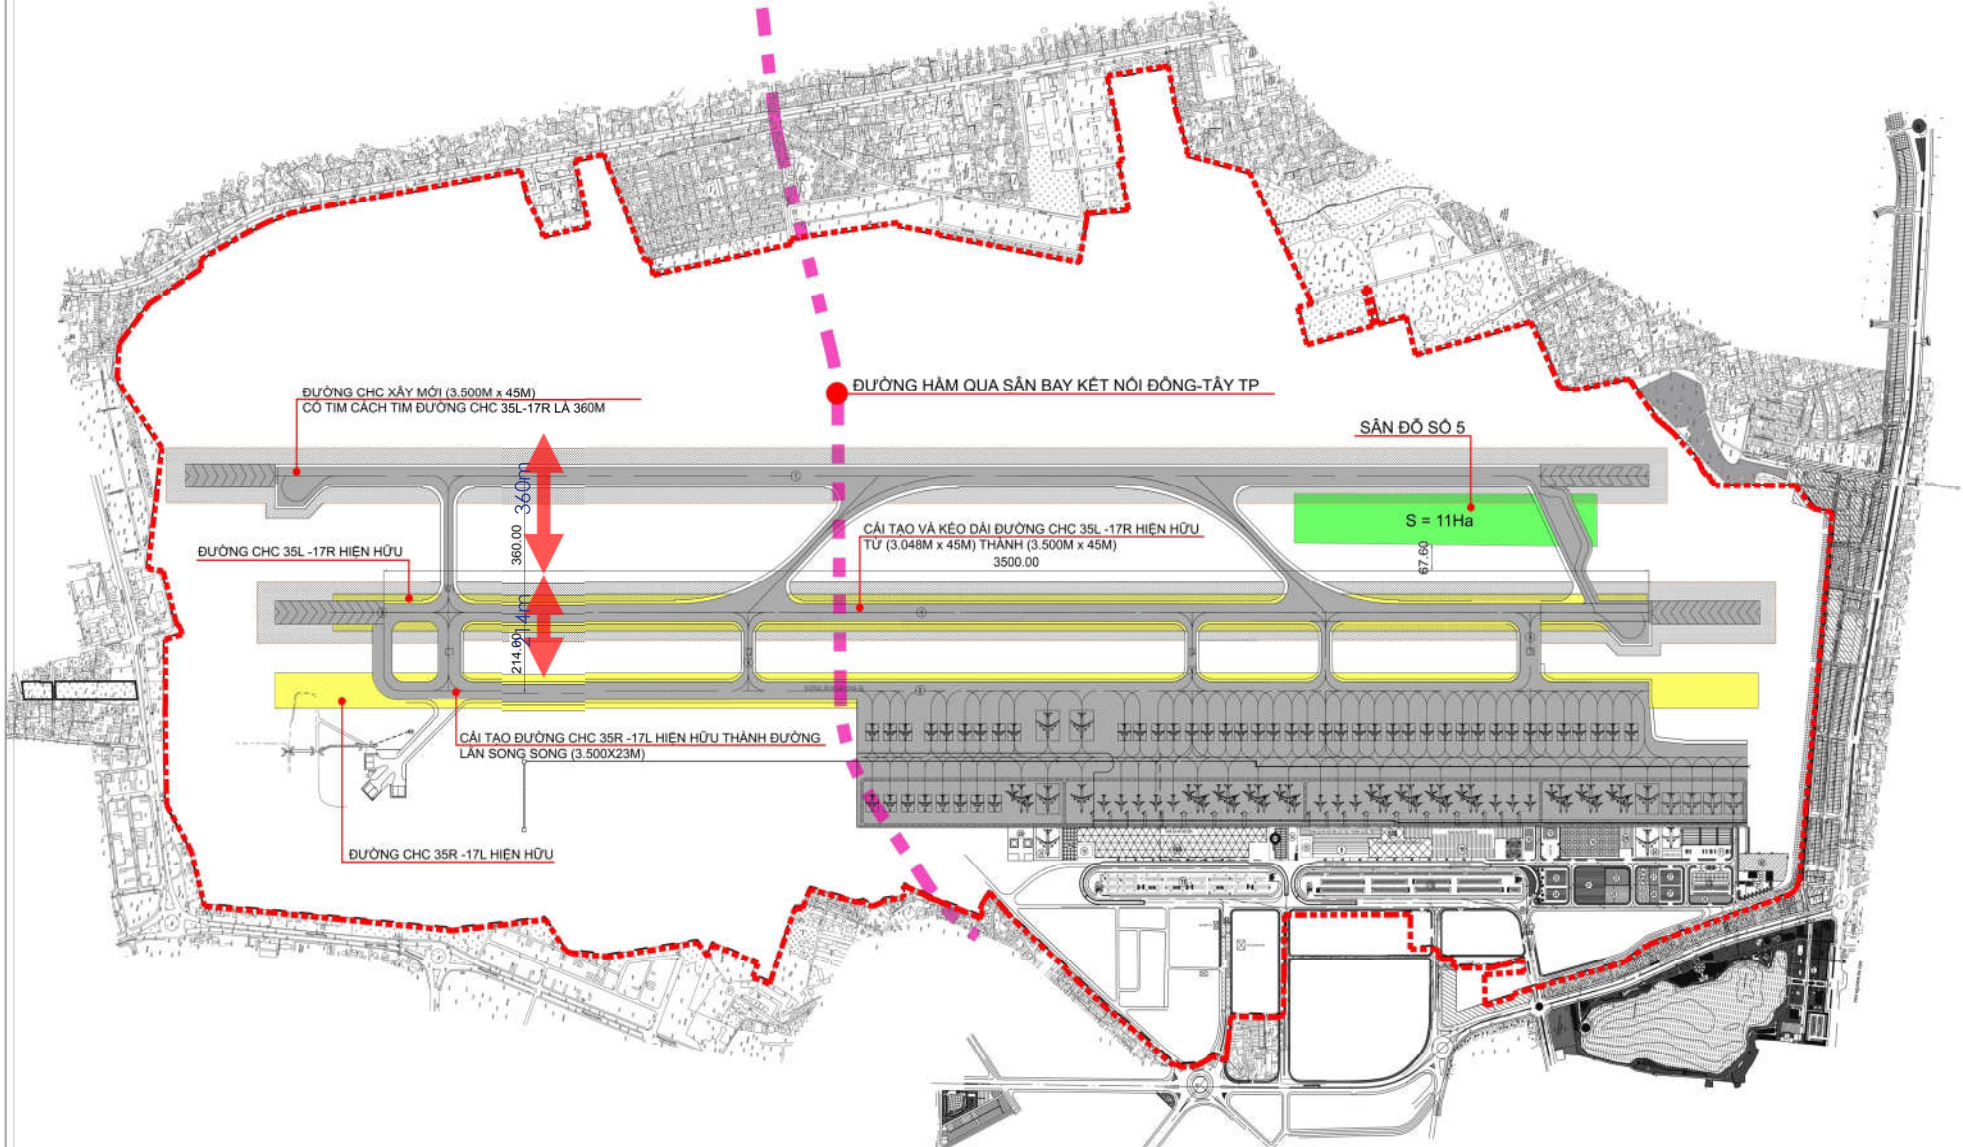 ĐƯỜNG HẦM QUA SÂN BAY KẾT NỐI ĐÔNG-TÂY TP
ĐƯỜNG CHC XÂY MỚI (3.500M x 45M)
CÓ TIM CÁCH TIM ĐƯỜNG CHC 35L-17R LÀ 360M
SÂN ĐỖ SỐ 5
S = 11Ha
360m
360.00
CẢI TẠO VÀ KÉO DÀI ĐƯỜNG CHC 35L -17R HIỆN HỮU
TỪ (3.048M x 45M) THÀNH (3.500M x 45M)
3500.00
67.60
ĐƯỜNG CHC 35L -17R HIỆN HỮU
214m
214.00
CẢI TẠO ĐƯỜNG CHC 35R -17L HIỆN HỮU THÀNH ĐƯỜNG
LĂN SONG SONG (3.500X23M)
ĐƯỜNG CHC 35R -17L HIỆN HỮU